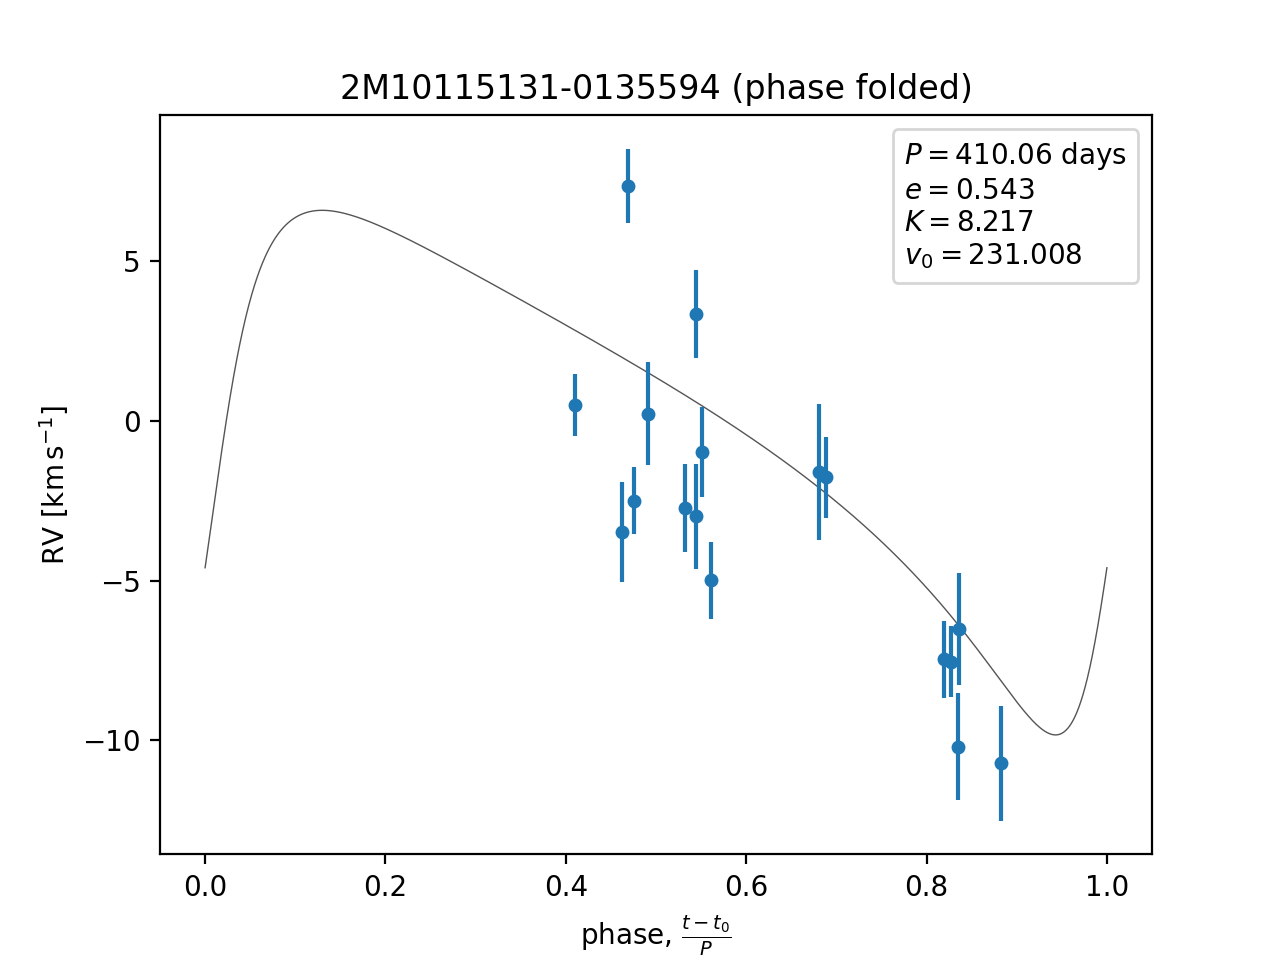 2M10115131-0135594 (phase folded)
P = 410.06 days
e = 0.543
K = 8.217
v₀ = 231.008
RV [km s⁻¹]
5
0
−5
−10
0.0 0.2 0.4 0.6 0.8 1.0
phase, (t − t₀)/P